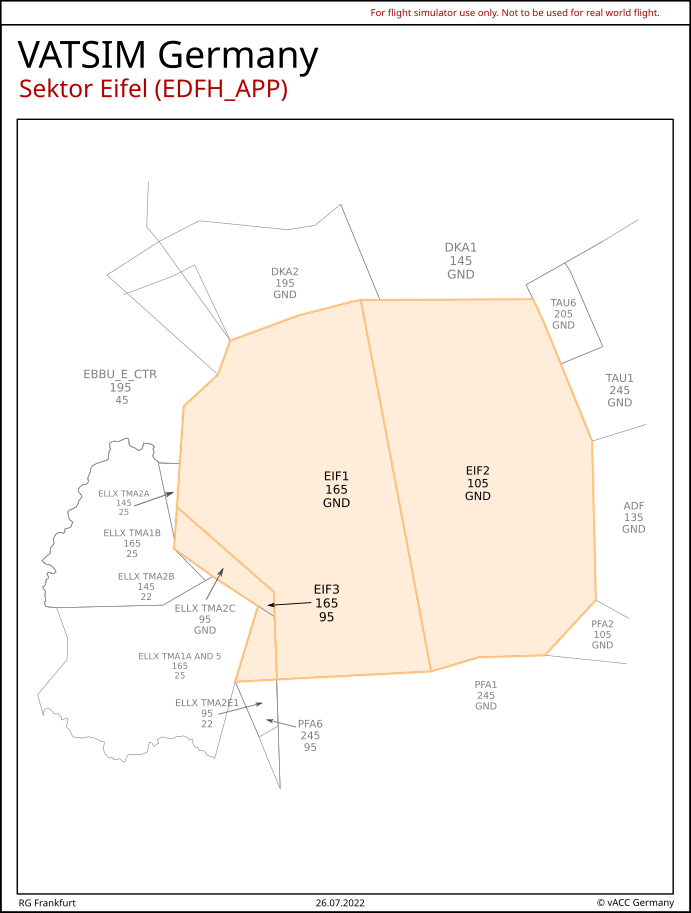 For flight simulator use only. Not to be used for real world flight.
VATSIM Germany
Sektor Eifel (EDFH_APP)
DKA1
145
GND
DKA2
195
GND
TAU6
205
GND
EBBU_E_CTR
195
45
TAU1
245
GND
EIF1
165
GND
EIF2
105
GND
ELLX TMA2A
145
25
ADF
135
GND
ELLX TMA1B
165
25
ELLX TMA2B
145
22
EIF3
165
95
ELLX TMA2C
95
GND
PFA2
105
GND
ELLX TMA1A AND 5
165
25
PFA1
245
GND
ELLX TMA2E1
95
22
PFA6
245
95
RG Frankfurt
26.07.2022
© vACC Germany